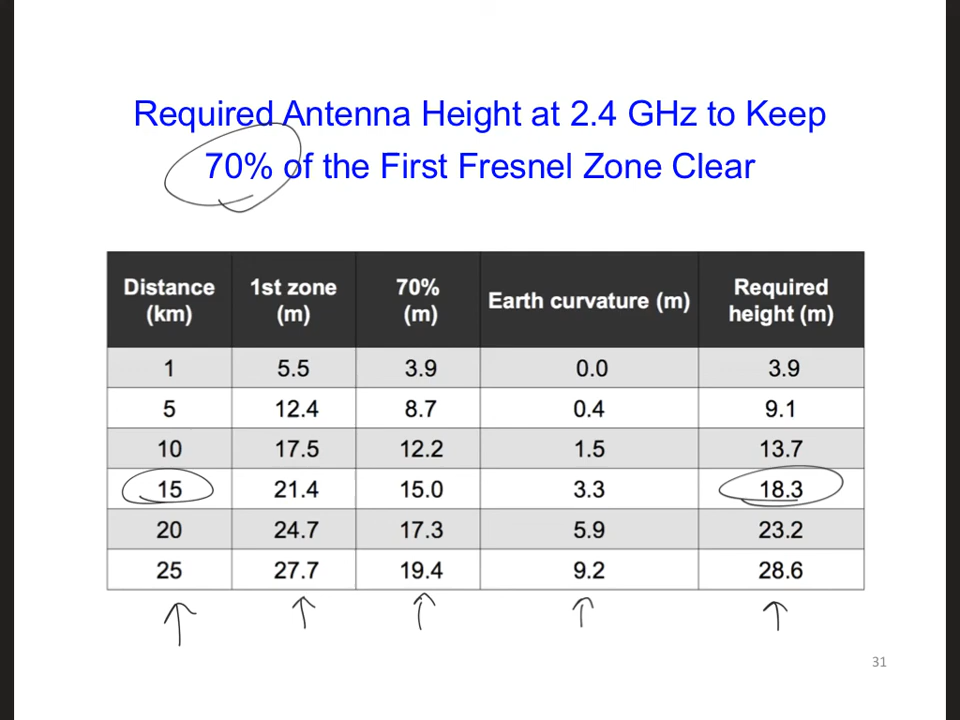 Required Antenna Height at 2.4 GHz to Keep
70% of the First Fresnel Zone Clear
Distance (km) 1st zone (m) 70% (m) Earth curvature (m) Required height (m)
1 5.5 3.9 0.0 3.9
5 12.4 8.7 0.4 9.1
10 17.5 12.2 1.5 13.7
15 21.4 15.0 3.3 18.3
20 24.7 17.3 5.9 23.2
25 27.7 19.4 9.2 28.6
31